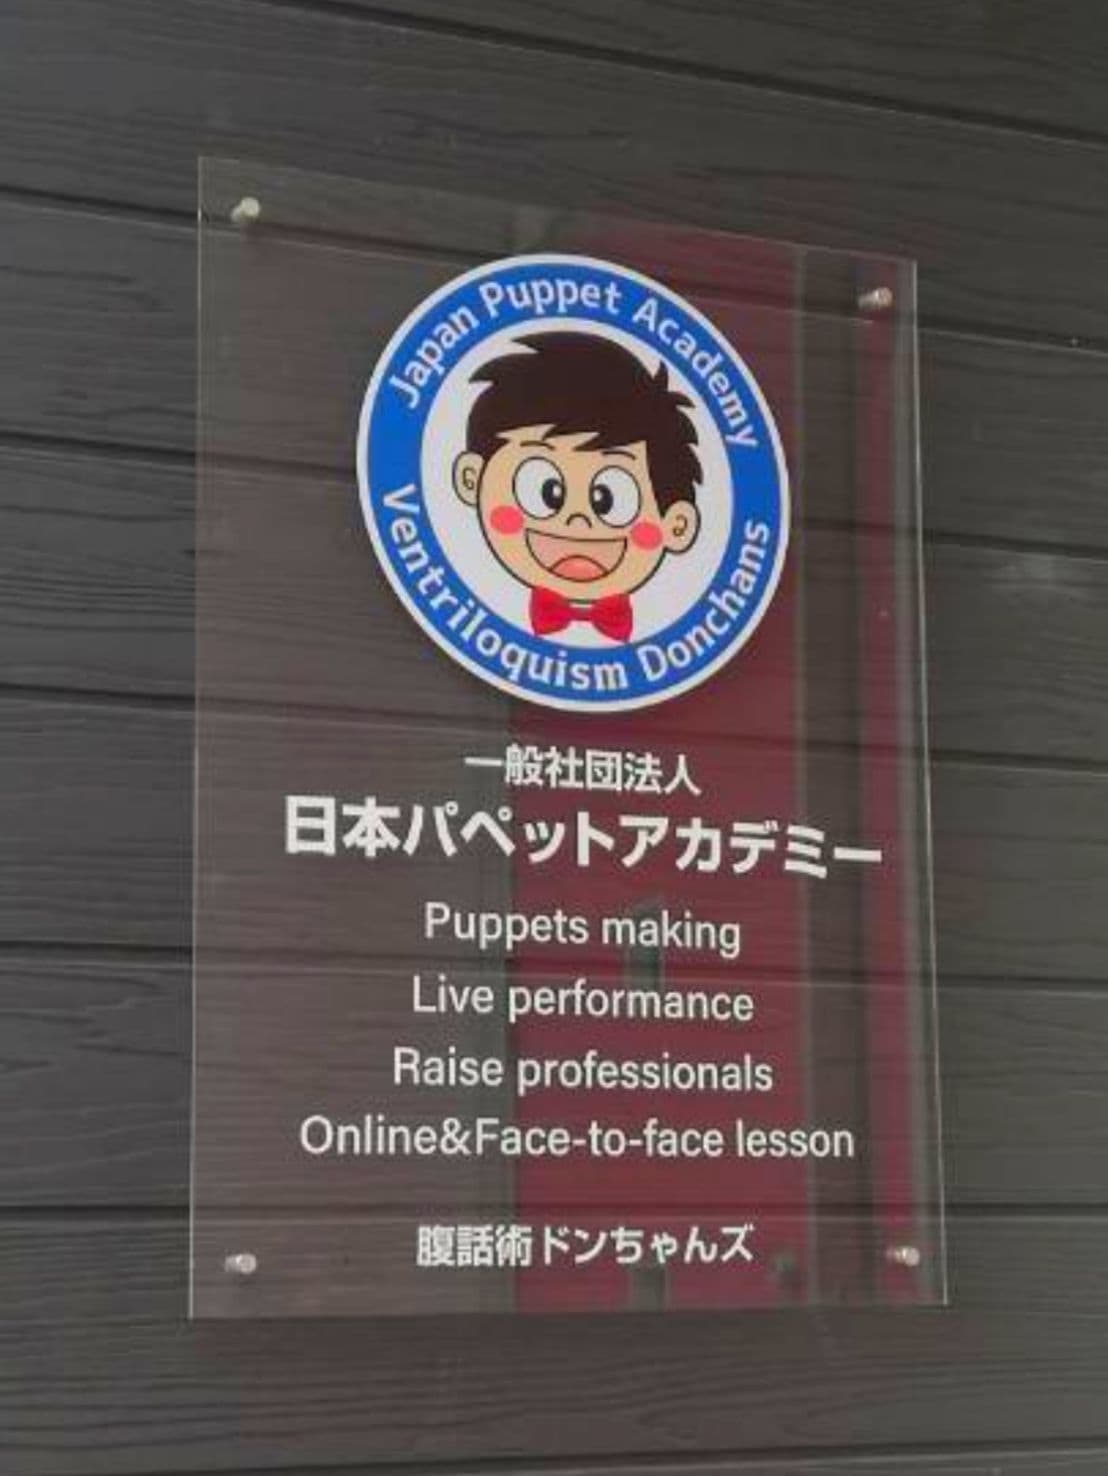 Japan Puppet Academy
Ventriloquism Donchans
一般社団法人
日本パペットアカデミー
Puppets making
Live performance
Raise professionals
Online&Face-to-face lesson
腹話術ドンちゃんズ